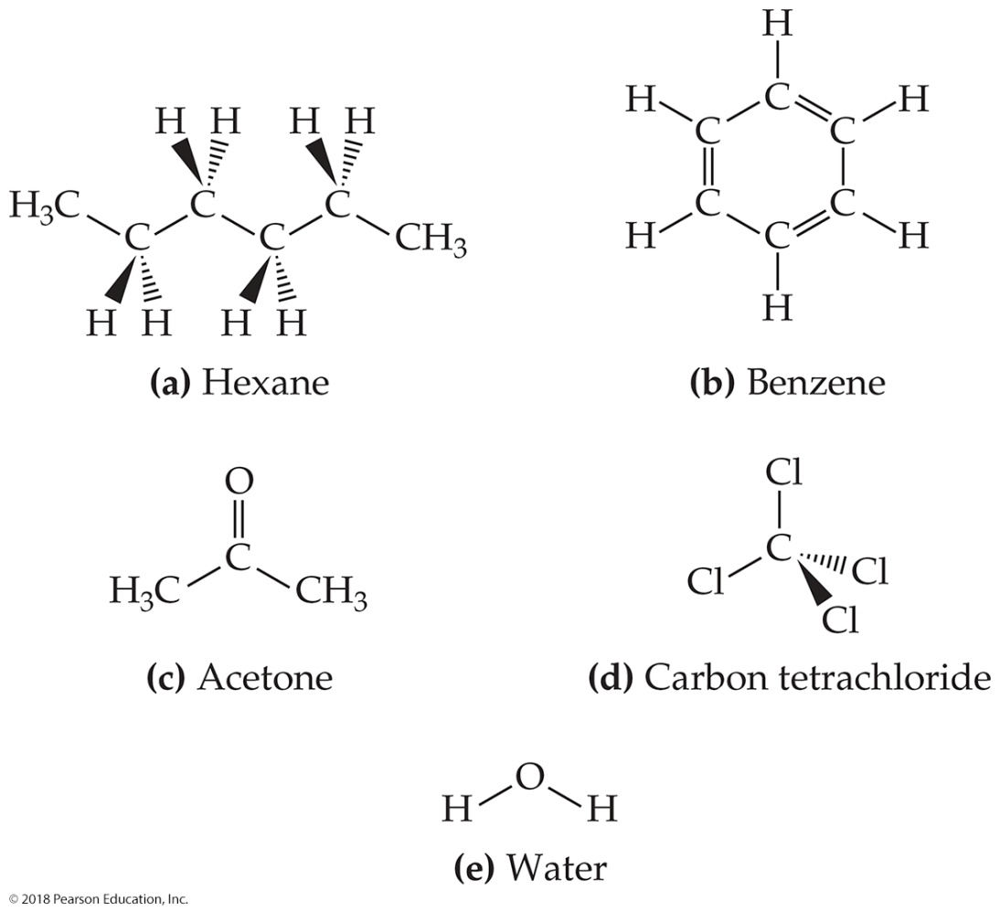 H
H H
C
H H H H C C
H₃C C C C C
C CH₃ H C H
H H H H H
(a) Hexane (b) Benzene
O Cl
C C
H₃C CH₃ Cl Cl
Cl
(c) Acetone (d) Carbon tetrachloride
O
H H
(e) Water
© 2018 Pearson Education, Inc.